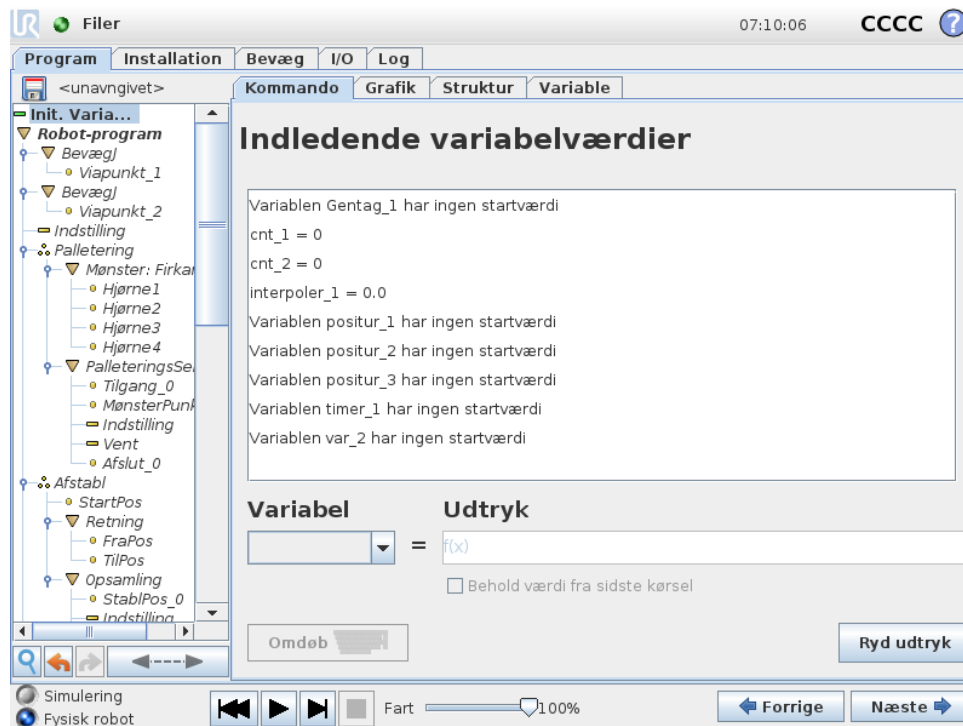 UR Filer 07:10:06 CCCC ?
Program Installation Bevæg I/O Log
<unavngivet> Kommando Grafik Struktur Variable
Init. Varia...
Robot-program
BevægJ
Viapunkt_1
BevægJ
Viapunkt_2
Indstilling
Palletering
Mønster: Firkan
Hjørne1
Hjørne2
Hjørne3
Hjørne4
PalleteringsSe
Tilgang_0
MønsterPunk
Indstilling
Vent
Afslut_0
Afstabl
StartPos
Retning
FraPos
TilPos
Opsamling
StablPos_0
Indstilling
Indledende variabelværdier
Variablen Gentag_1 har ingen startværdi
cnt_1 = 0
cnt_2 = 0
interpoler_1 = 0.0
Variablen positur_1 har ingen startværdi
Variablen positur_2 har ingen startværdi
Variablen positur_3 har ingen startværdi
Variablen timer_1 har ingen startværdi
Variablen var_2 har ingen startværdi
Variabel Udtryk
= f(x)
Behold værdi fra sidste kørsel
Omdøb Ryd udtryk
Simulering
Fysisk robot
Fart 100% Forrige Næste